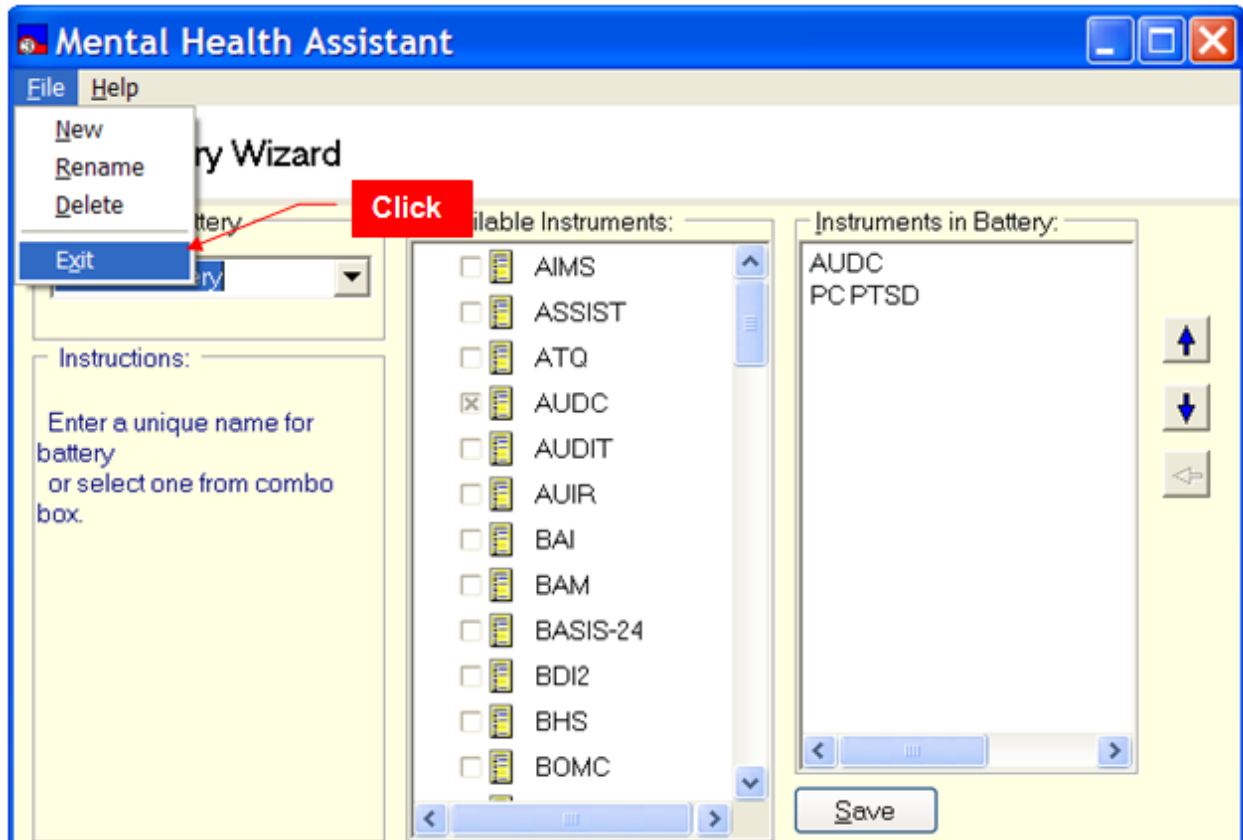 Mental Health Assistant
File Help
New
Rename
Delete
Exit
ry Wizard
Click
ttery
ilable Instruments:
Instruments in Battery:
ry
AIMS
ASSIST
ATQ
AUDC
AUDIT
AUIR
BAI
BAM
BASIS-24
BDI2
BHS
BOMC
AUDC
PC PTSD
Instructions:
Enter a unique name for
battery
or select one from combo
box.
Save